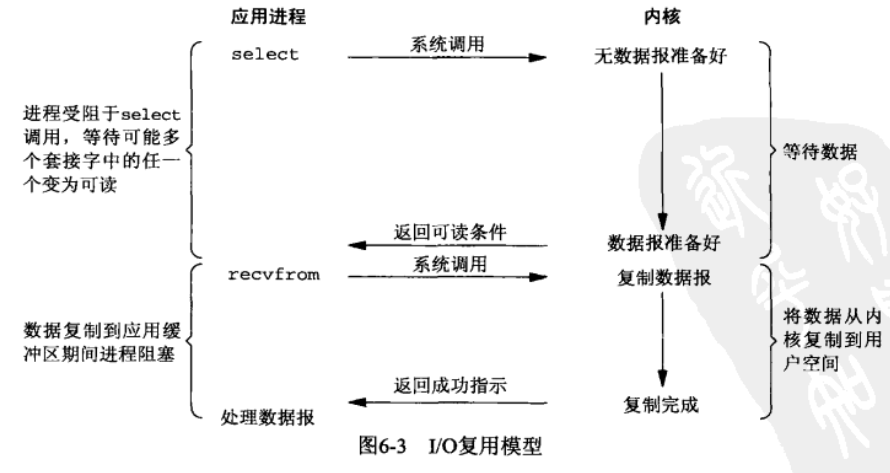 应用进程
内核
select
系统调用
无数据报准备好
进程受阻于select
调用，等待可能多
个套接字中的任一
个变为可读
等待数据
返回可读条件
数据报准备好
recvfrom
系统调用
复制数据报
数据复制到应用缓
冲区期间进程阻塞
将数据从内
核复制到用
户空间
返回成功指示
复制完成
处理数据报
图6-3 I/O复用模型